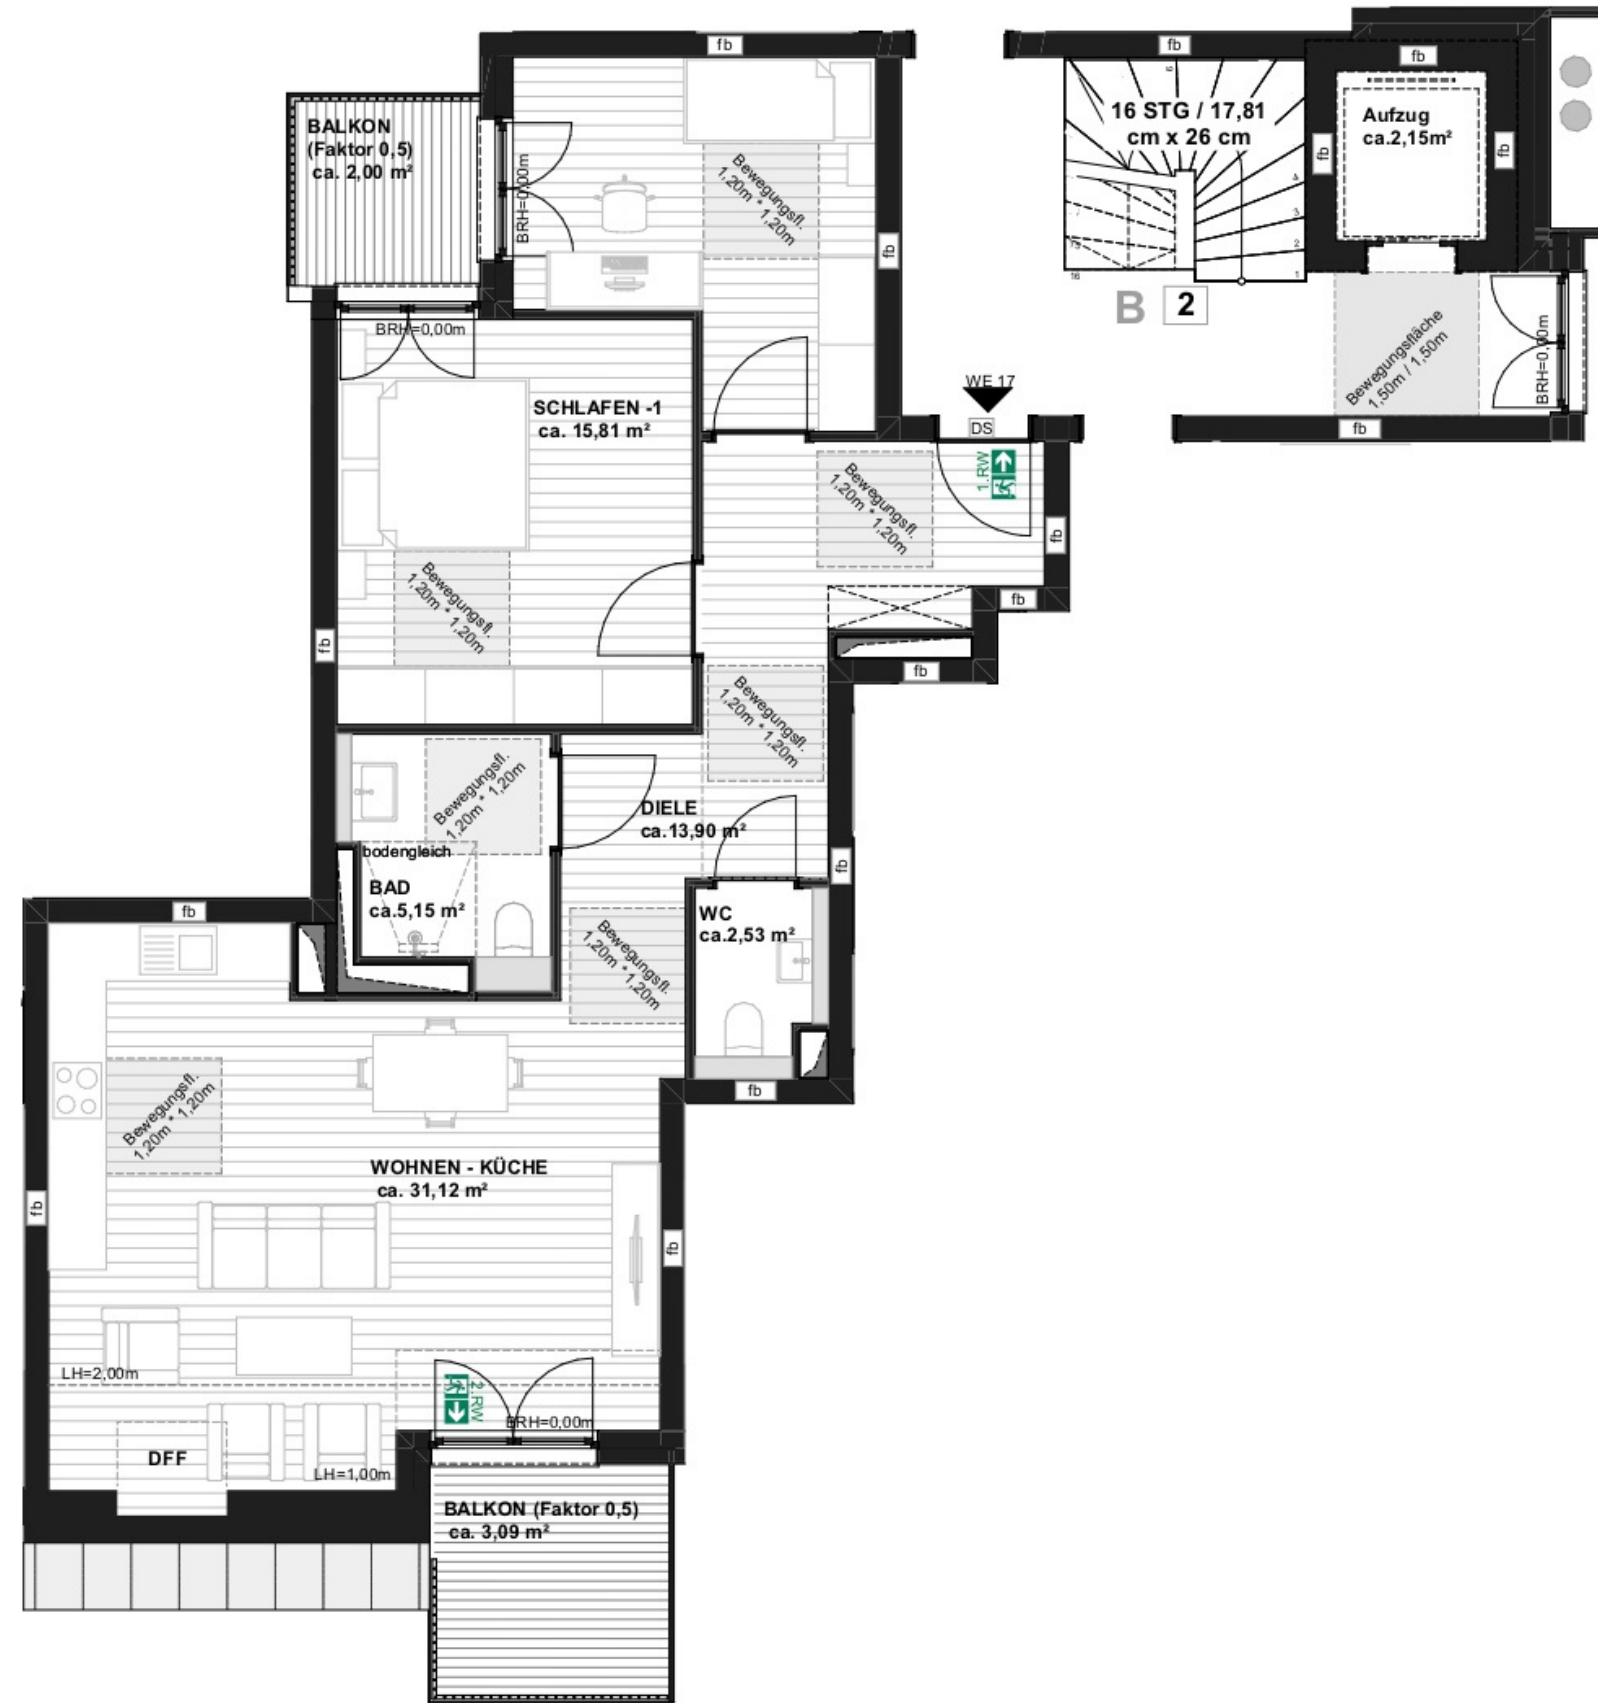 fb
fb
fb
BALKON
(Faktor 0,5)
ca. 2,00 m²
BRH=0,00m
Bewegungsfl.
1,20m * 1,20m
fb
16 STG / 17,81
cm x 26 cm
6
4
3
2
1
16
fb
Aufzug
ca.2,15m²
fb
B 2
Bewegungsfläche
1,50m / 1,50m
BRH=0,00m
fb
BRH=0,00m
SCHLAFEN -1
ca. 15,81 m²
WE 17
DS
1.RW
Bewegungsfl.
1,20m * 1,20m
fb
fb
fb
Bewegungsfl.
1,20m * 1,20m
fb
Bewegungsfl.
1,20m * 1,20m
Bewegungsfl.
1,20m * 1,20m
DIELE
ca.13,90 m²
bodengleich
BAD
ca.5,15 m²
fb
fb
WC
ca.2,53 m²
Bewegungsfl.
1,20m * 1,20m
Bewegungsfl.
1,20m * 1,20m
fb
WOHNEN - KÜCHE
ca. 31,12 m²
fb
fb
LH=2,00m
2.RW
BRH=0,00m
DFF
LH=1,00m
BALKON (Faktor 0,5)
ca. 3,09 m²